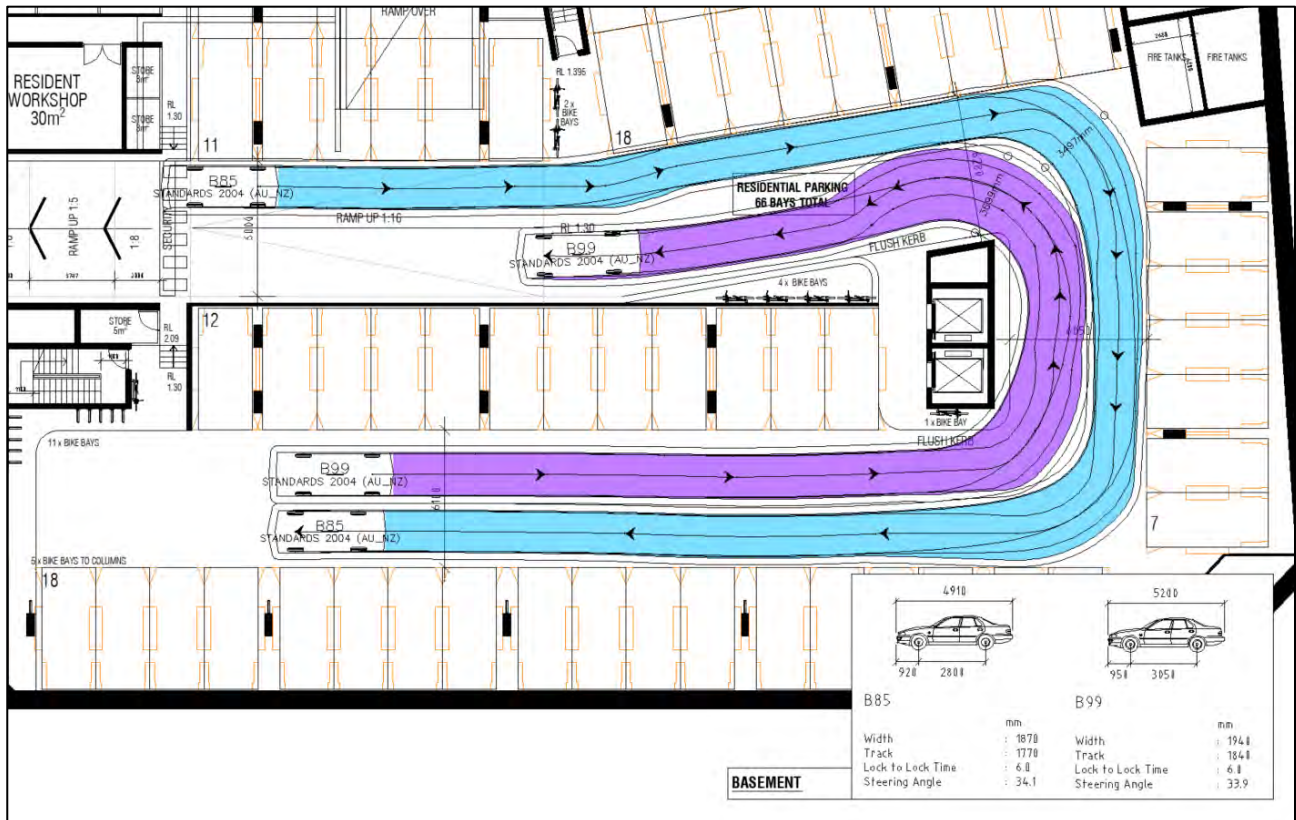 RAMP OVER
RESIDENT
WORKSHOP
30m²
STORE
STORE
RL
1.30
RL 1.396
2 x
BIKE
BAYS
FIRE TANKS
FIRE TANKS
11
18
3497mm
B85
STANDARDS 2004 (AU_NZ)
RESIDENTIAL PARKING
66 BAYS TOTAL
3099mm
RAMP UP 1:5
1:8
RAMP UP 1:16
RL 1.30
B99
STANDARDS 2004 (AU_NZ)
FLUSH KERB
4 x BIKE BAYS
STORE
5m²
RL
2.09
12
RL
1.30
1 x BIKE BAY
FLUSH KERB
11 x BIKE BAYS
B99
STANDARDS 2004 (AU_NZ)
6100
B85
STANDARDS 2004 (AU_NZ)
7
5 x BIKE BAYS TO COLUMNS
18
4910
5200
920 2800
950 3050
B85
B99
mm
mm
Width : 1870
Width : 1940
Track : 1770
Track : 1840
Lock to Lock Time : 6.0
Lock to Lock Time : 6.0
Steering Angle : 34.1
Steering Angle : 33.9
BASEMENT